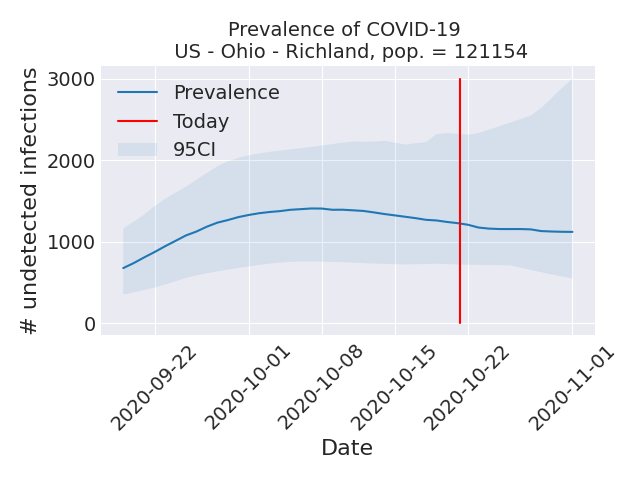 Prevalence of COVID-19
US - Ohio - Richland, pop. = 121154
# undetected infections
3000
2000
1000
0
Prevalence
Today
95CI
2020-09-22
2020-10-01
2020-10-08
2020-10-15
2020-10-22
2020-11-01
Date